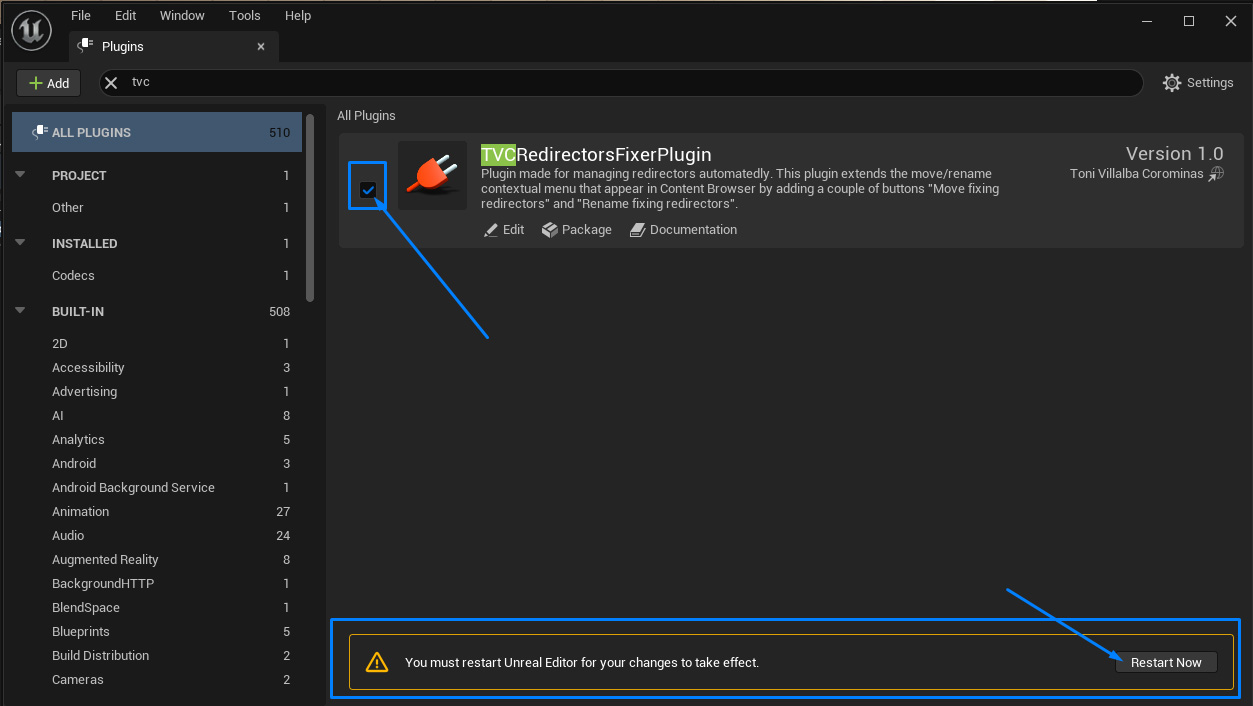 File Edit Window Tools Help
Plugins
Add
tvc
Settings
ALL PLUGINS 510
PROJECT 1
Other 1
INSTALLED 1
Codecs 1
BUILT-IN 508
2D 1
Accessibility 3
Advertising 1
AI 8
Analytics 5
Android 3
Android Background Service 1
Animation 27
Audio 24
Augmented Reality 8
BackgroundHTTP 1
BlendSpace 1
Blueprints 5
Build Distribution 2
Cameras 2
All Plugins
TVCRedirectorsFixerPlugin
Version 1.0
Plugin made for managing redirectors automatedly. This plugin extends the move/rename
contextual menu that appear in Content Browser by adding a couple of buttons "Move fixing
redirectors" and "Rename fixing redirectors".
Toni Villalba Corominas
Edit Package Documentation
You must restart Unreal Editor for your changes to take effect.
Restart Now